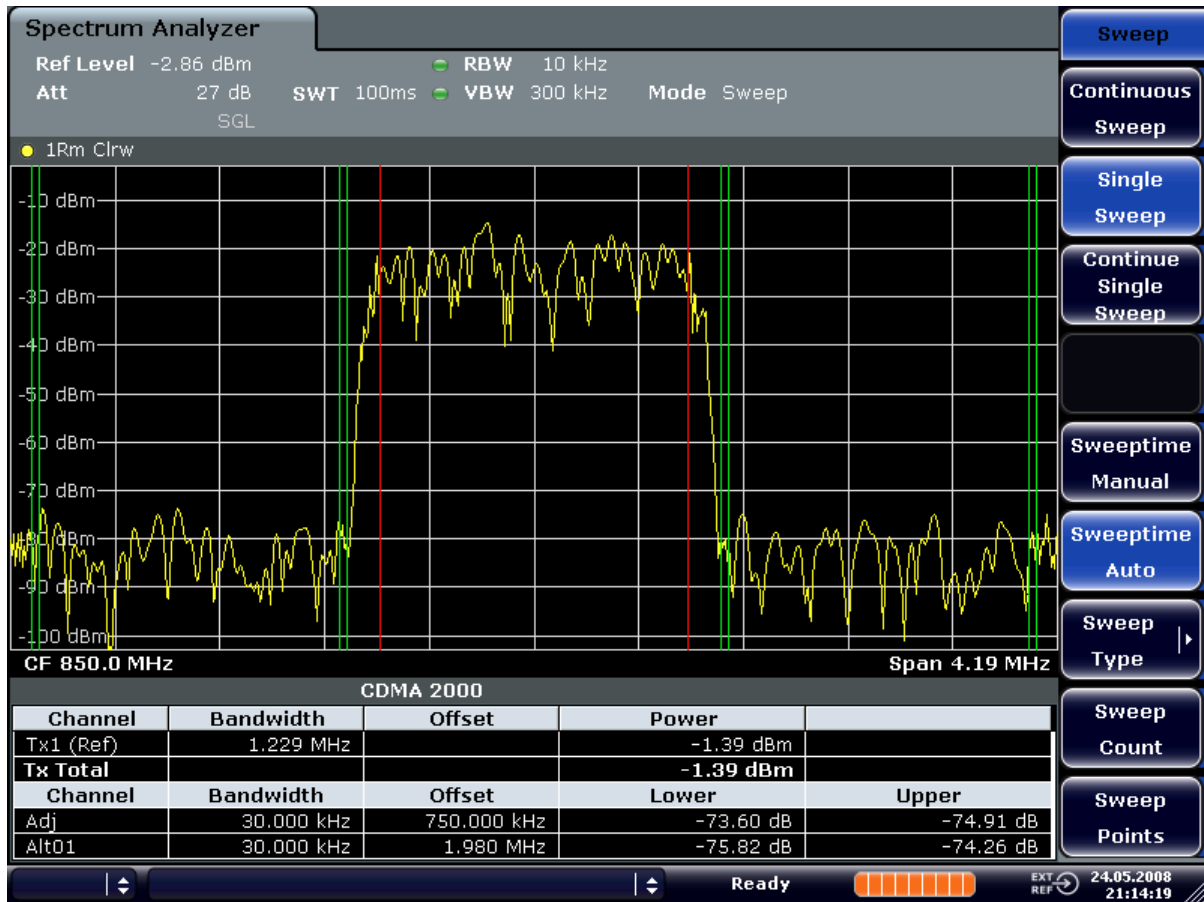 Spectrum Analyzer
Ref Level -2.86 dBm RBW 10 kHz
Att 27 dB SWT 100ms VBW 300 kHz Mode Sweep
SGL
1Rm Clrw
-10 dBm
-20 dBm
-30 dBm
-40 dBm
-50 dBm
-60 dBm
-70 dBm
-80 dBm
-90 dBm
-100 dBm
CF 850.0 MHz Span 4.19 MHz
CDMA 2000
Channel Bandwidth Offset Power
Tx1 (Ref) 1.229 MHz -1.39 dBm
Tx Total -1.39 dBm
Channel Bandwidth Offset Lower Upper
Adj 30.000 kHz 750.000 kHz -73.60 dB -74.91 dB
Alt01 30.000 kHz 1.980 MHz -75.82 dB -74.26 dB
Ready EXT REF 24.05.2008
21:14:19
Sweep
Continuous
Sweep
Single
Sweep
Continue
Single
Sweep
Sweeptime
Manual
Sweeptime
Auto
Sweep
Type
Sweep
Count
Sweep
Points